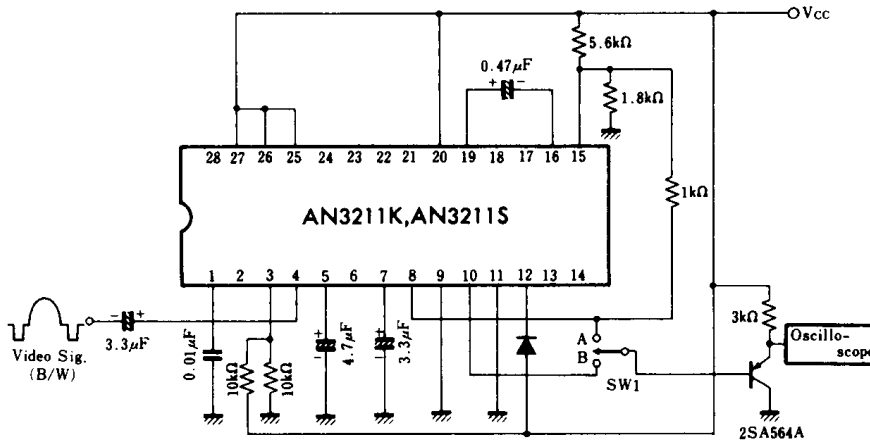 VCC
5.6kΩ
0.47μF
+ -
1.8kΩ
28 27 26 25 24 23 22 21 20 19 18 17 16 15
1kΩ
AN3211K,AN3211S
1 2 3 4 5 6 7 8 9 10 11 12 13 14
- +
3.3μF
Video Sig.
(B/W)
0.01μF
10kΩ
10kΩ
+
-
4.7μF
+
-
3.3μF
A
B
SW1
3kΩ
Oscillo-
scope
2SA564A